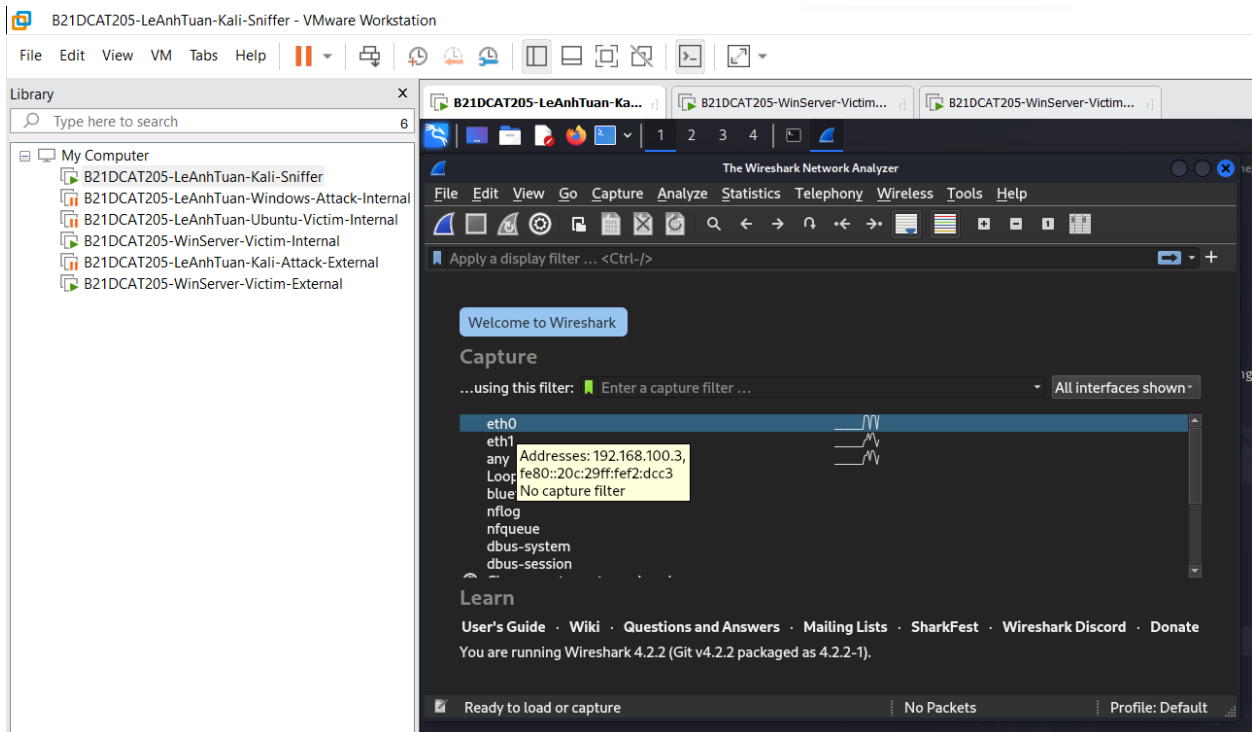 B21DCAT205-LeAnhTuan-Kali-Sniffer - VMware Workstation
File Edit View VM Tabs Help
Library X
Type here to search 6
My Computer
B21DCAT205-LeAnhTuan-Kali-Sniffer
B21DCAT205-LeAnhTuan-Windows-Attack-Internal
B21DCAT205-LeAnhTuan-Ubuntu-Victim-Internal
B21DCAT205-WinServer-Victim-Internal
B21DCAT205-LeAnhTuan-Kali-Attack-External
B21DCAT205-WinServer-Victim-External
B21DCAT205-LeAnhTuan-Ka... B21DCAT205-WinServer-Victim... B21DCAT205-WinServer-Victim...
1 2 3 4
The Wireshark Network Analyzer
File Edit View Go Capture Analyze Statistics Telephony Wireless Tools Help
Apply a display filter ... <Ctrl-/>
Welcome to Wireshark
Capture
...using this filter: Enter a capture filter ... All interfaces shown
eth0
eth1
any
Loop
blue
nflog
nfqueue
dbus-system
dbus-session
Addresses: 192.168.100.3,
fe80::20c:29ff:fef2:dcc3
No capture filter
Learn
User's Guide · Wiki · Questions and Answers · Mailing Lists · SharkFest · Wireshark Discord · Donate
You are running Wireshark 4.2.2 (Git v4.2.2 packaged as 4.2.2-1).
Ready to load or capture No Packets Profile: Default